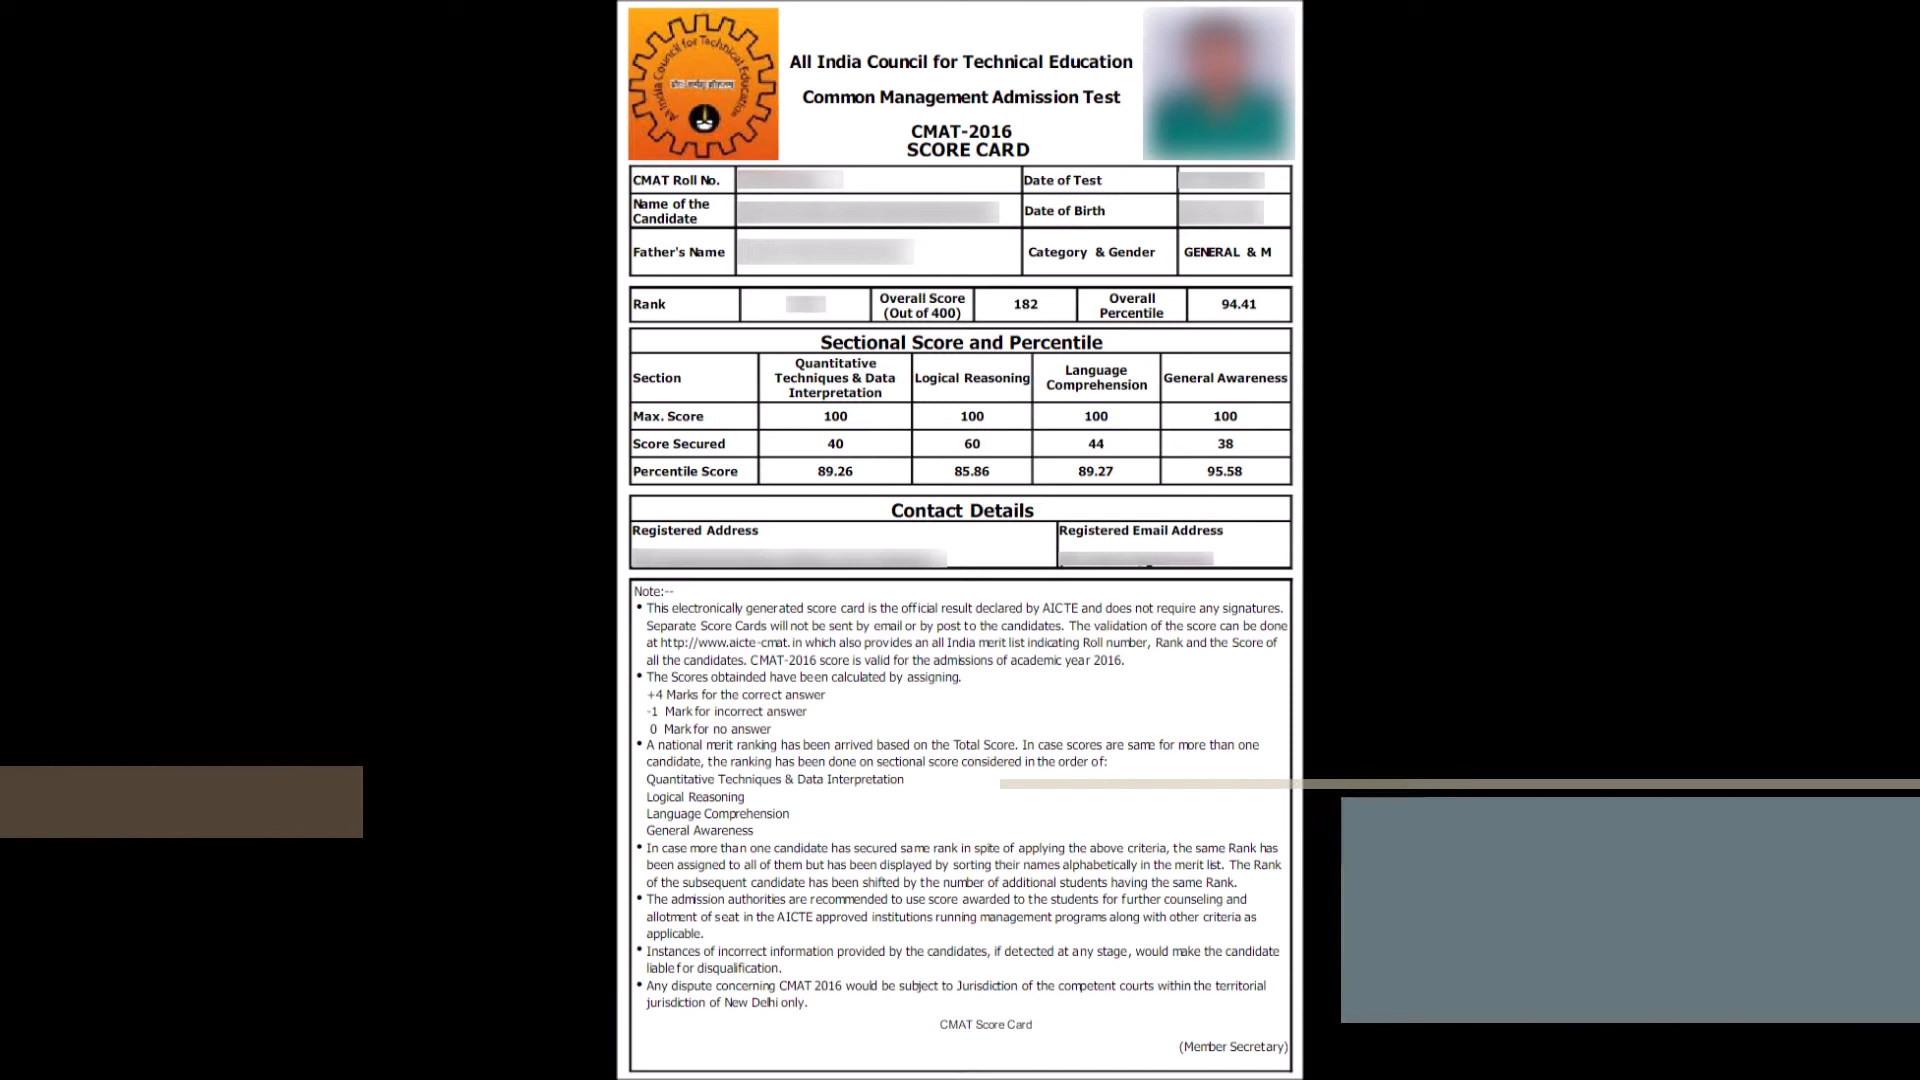 All India Council for Technical Education
All India Council for Technical Education
Common Management Admission Test
CMAT-2016
SCORE CARD
CMAT Roll No. Date of Test
Name of the Candidate Date of Birth
Father's Name Category & Gender GENERAL & M
Rank Overall Score (Out of 400) 182 Overall Percentile 94.41
Sectional Score and Percentile
Section Quantitative Techniques & Data Interpretation Logical Reasoning Language Comprehension General Awareness
Max. Score 100 100 100 100
Score Secured 40 60 44 38
Percentile Score 89.26 85.86 89.27 95.58
Contact Details
Registered Address Registered Email Address
Note:--
• This electronically generated score card is the official result declared by AICTE and does not require any signatures.
Separate Score Cards will not be sent by email or by post to the candidates. The validation of the score can be done
at http://www.aicte-cmat.in which also provides an all India merit list indicating Roll number, Rank and the Score of
all the candidates. CMAT-2016 score is valid for the admissions of academic year 2016.
• The Scores obtainded have been calculated by assigning.
+4 Marks for the correct answer
-1 Mark for incorrect answer
0 Mark for no answer
• A national merit ranking has been arrived based on the Total Score. In case scores are same for more than one
candidate, the ranking has been done on sectional score considered in the order of:
Quantitative Techniques & Data Interpretation
Logical Reasoning
Language Comprehension
General Awareness
• In case more than one candidate has secured same rank in spite of applying the above criteria, the same Rank has
been assigned to all of them but has been displayed by sorting their names alphabetically in the merit list. The Rank
of the subsequent candidate has been shifted by the number of additional students having the same Rank.
• The admission authorities are recommended to use score awarded to the students for further counseling and
allotment of seat in the AICTE approved institutions running management programs along with other criteria as
applicable.
• Instances of incorrect information provided by the candidates, if detected at any stage, would make the candidate
liable for disqualification.
• Any dispute concerning CMAT 2016 would be subject to Jurisdiction of the competent courts within the territorial
jurisdiction of New Delhi only.
CMAT Score Card
(Member Secretary)